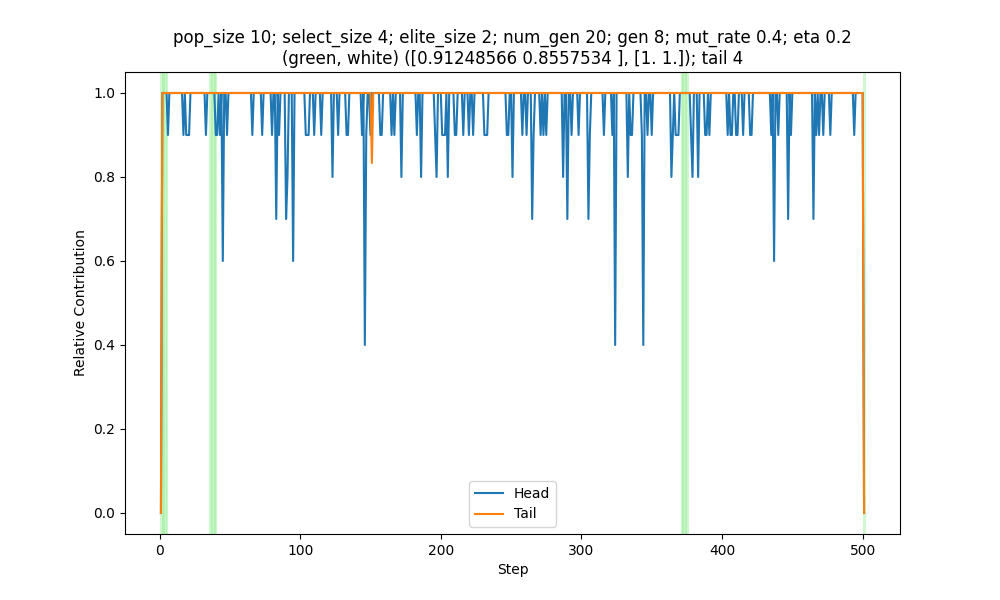 pop_size 10; select_size 4; elite_size 2; num_gen 20; gen 8; mut_rate 0.4; eta 0.2
(green, white) ([0.91248566 0.8557534 ], [1. 1.]); tail 4
1.0
0.8
0.6
0.4
0.2
0.0
Relative Contribution
Head
Tail
0 100 200 300 400 500
Step